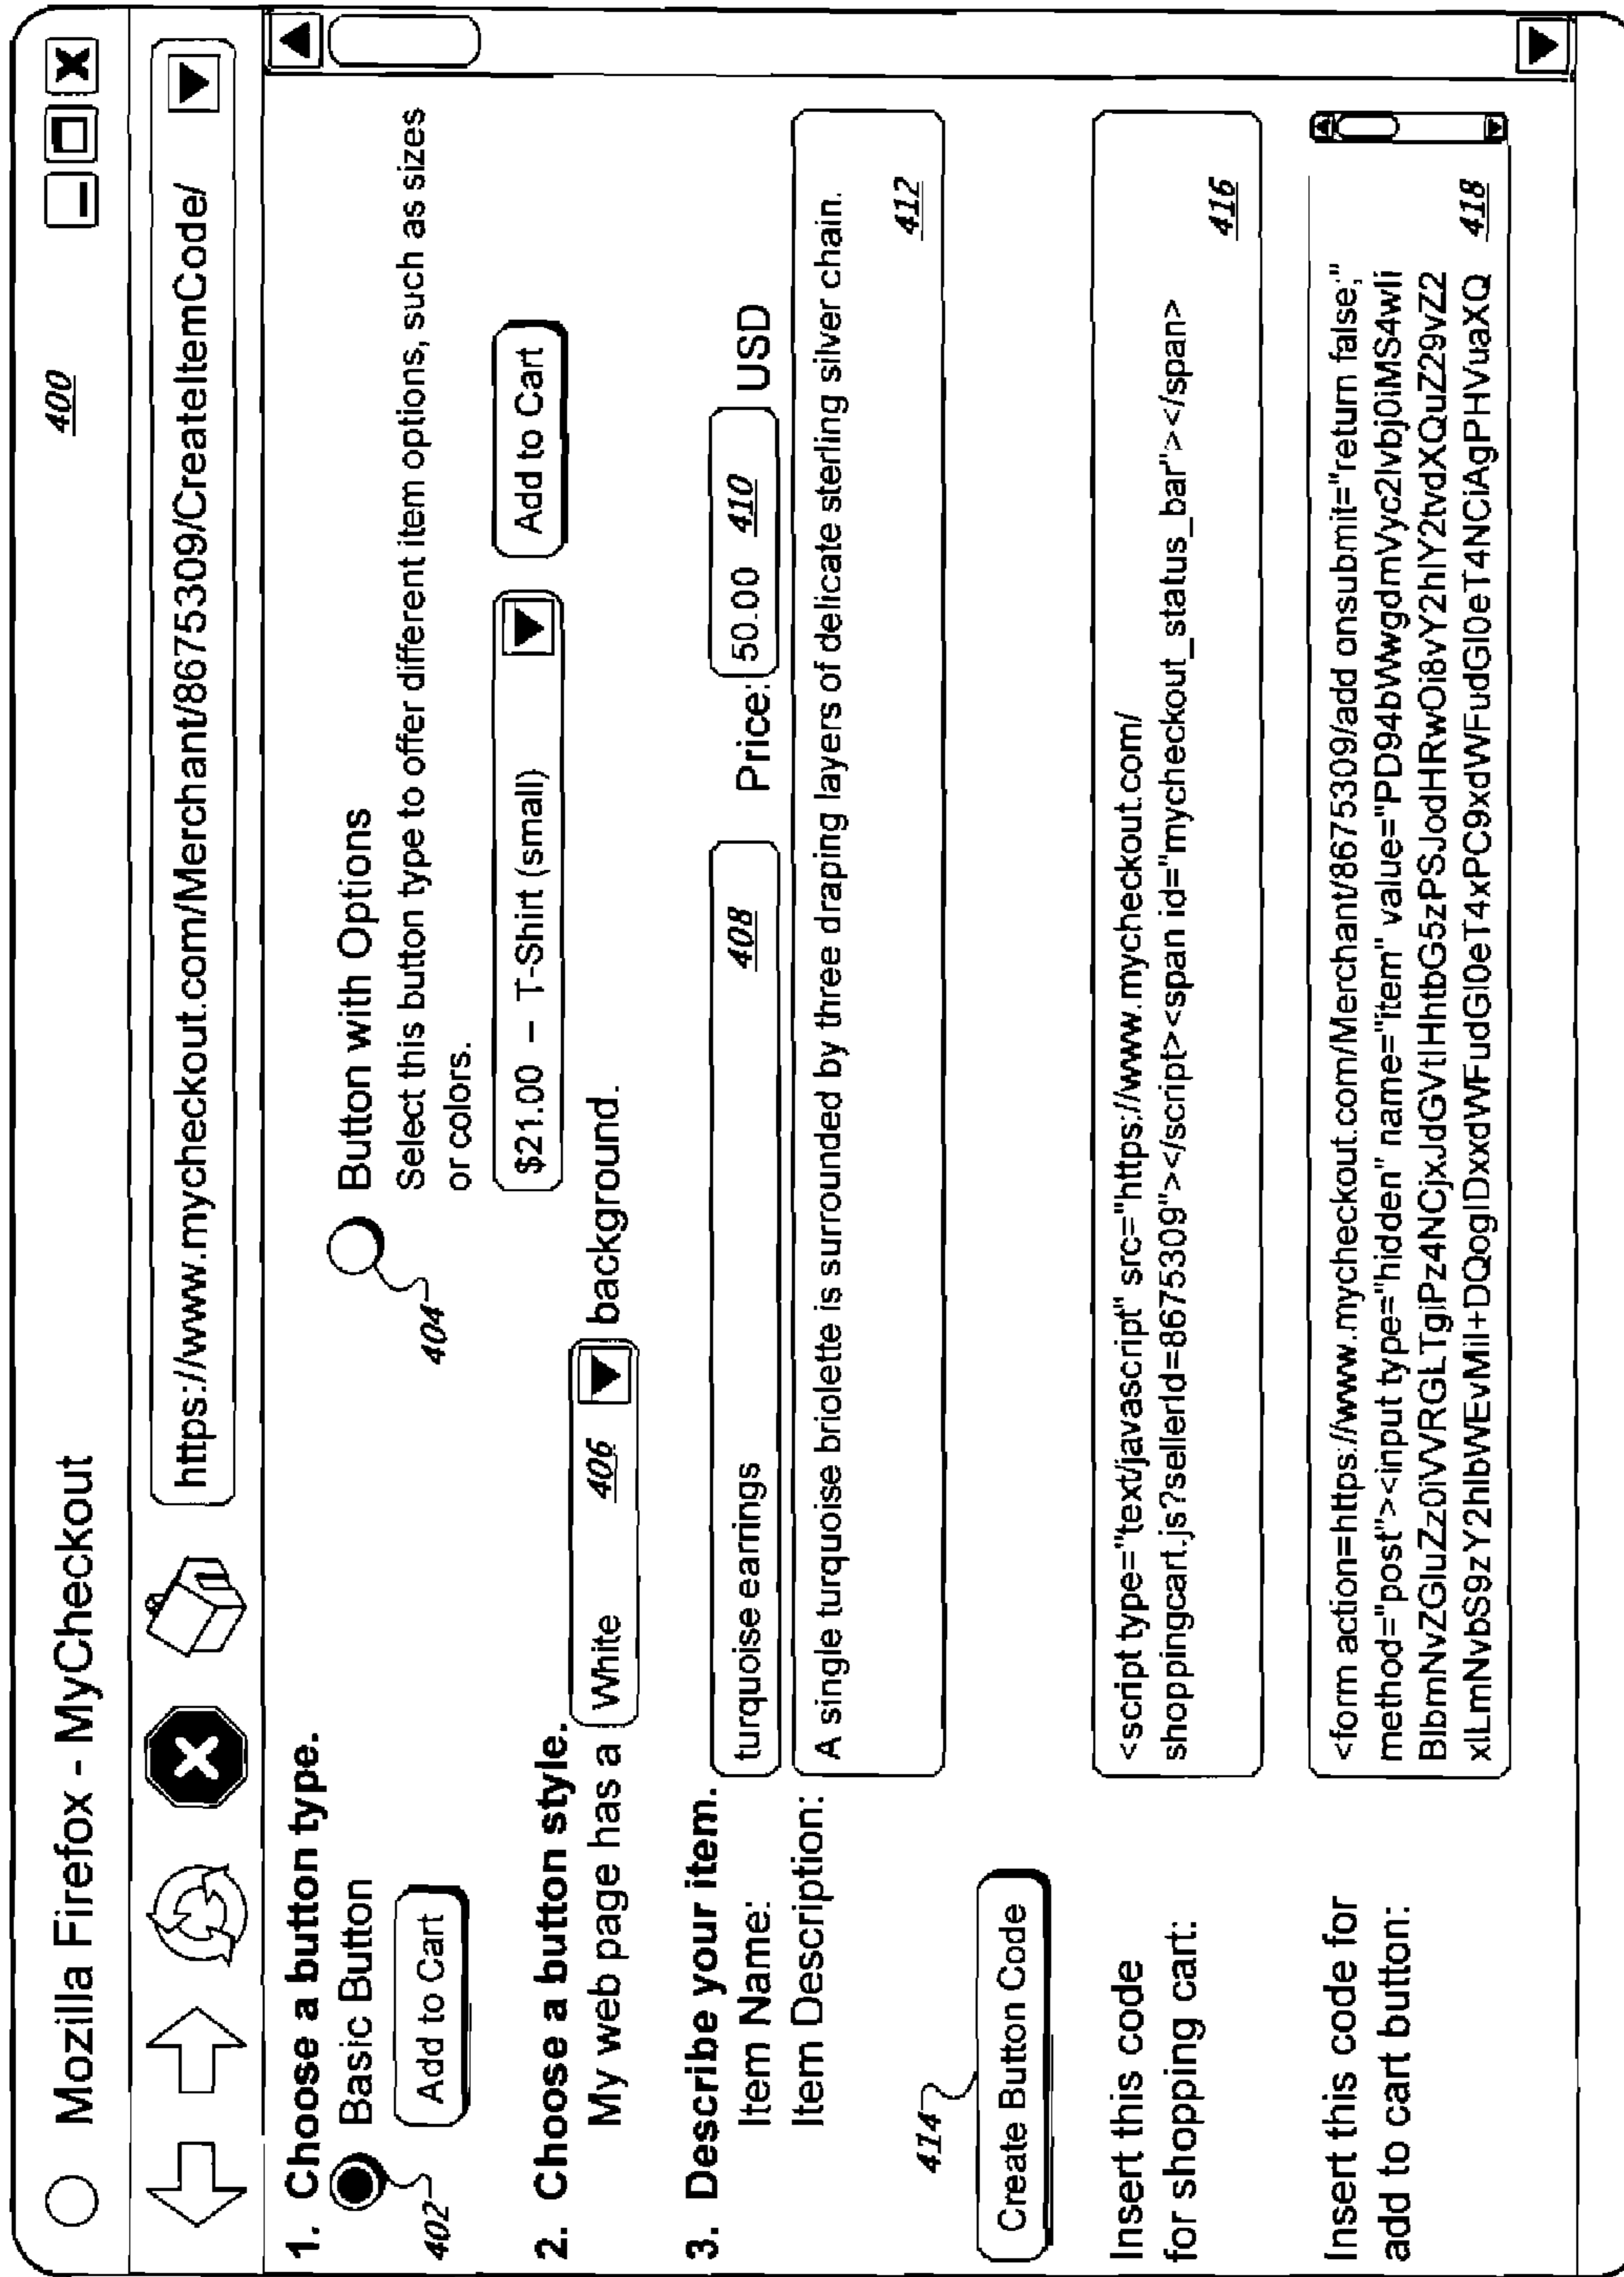 Mozilla Firefox - MyCheckout
400
https://www.mycheckout.com/Merchant/8675309/CreateItemCode/
1. Choose a button type.
Basic Button
Add to Cart
402
Button with Options
Select this button type to offer different item options, such as sizes
or colors.
$21.00 – T-Shirt (small)
Add to Cart
404
2. Choose a button style.
My web page has a White 406 background.
3. Describe your item.
Item Name: turquoise earrings 408 Price: 50.00 410 USD
Item Description: A single turquoise briolette is surrounded by three draping layers of delicate sterling silver chain.
412
414
Create Button Code
Insert this code
for shopping cart:
<script type="text/javascript" src="https://www.mycheckout.com/
shoppingcart.js?sellerId=8675309"></script><span id="mycheckout_status_bar"></span>
416
Insert this code for
add to cart button:
<form action=https://www.mycheckout.com/Merchant/8675309/add onsubmit="return false;"
method="post"><input type="hidden" name="item" value="PD94bWwgdmVyc2lvbj0iMS4wIi
BlbmNvZGluZz0iVVRGLTgiPz4NCjxJdGVtIHhtbG5zPSJodHRwOi8vY2hlY2tvdXQuZ29vZ2
xlLmNvbS9zY2hlbWEvMiI+DQogIDxxdWFudGl0eT4xPC9xdWFudGl0eT4NCiAgPHVuaXQ
418